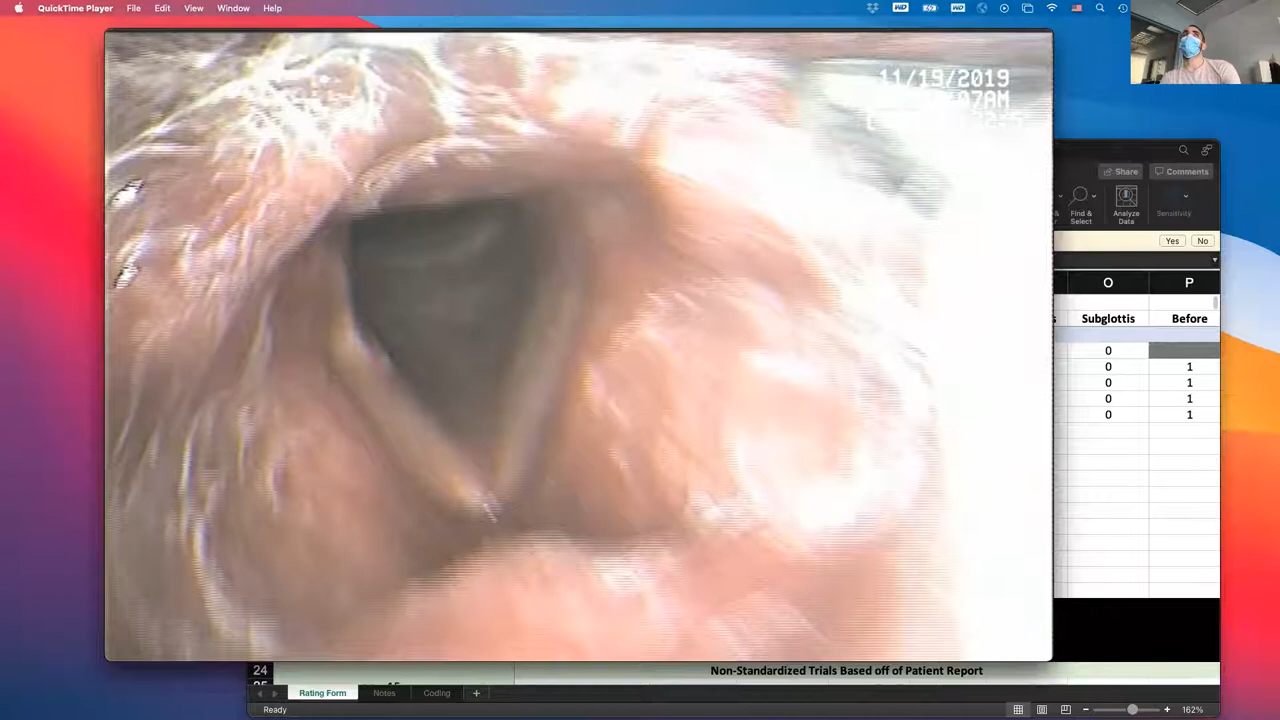 QuickTime Player File Edit View Window Help
11/19/2019
Share Comments
Find & Select
Analyze Data
Sensitivity
Yes No
O P
Subglottis Before
0
0 1
0 1
0 1
0 1
24 Non-Standardized Trials Based off of Patient Report
Rating Form Notes Coding +
Ready 162%